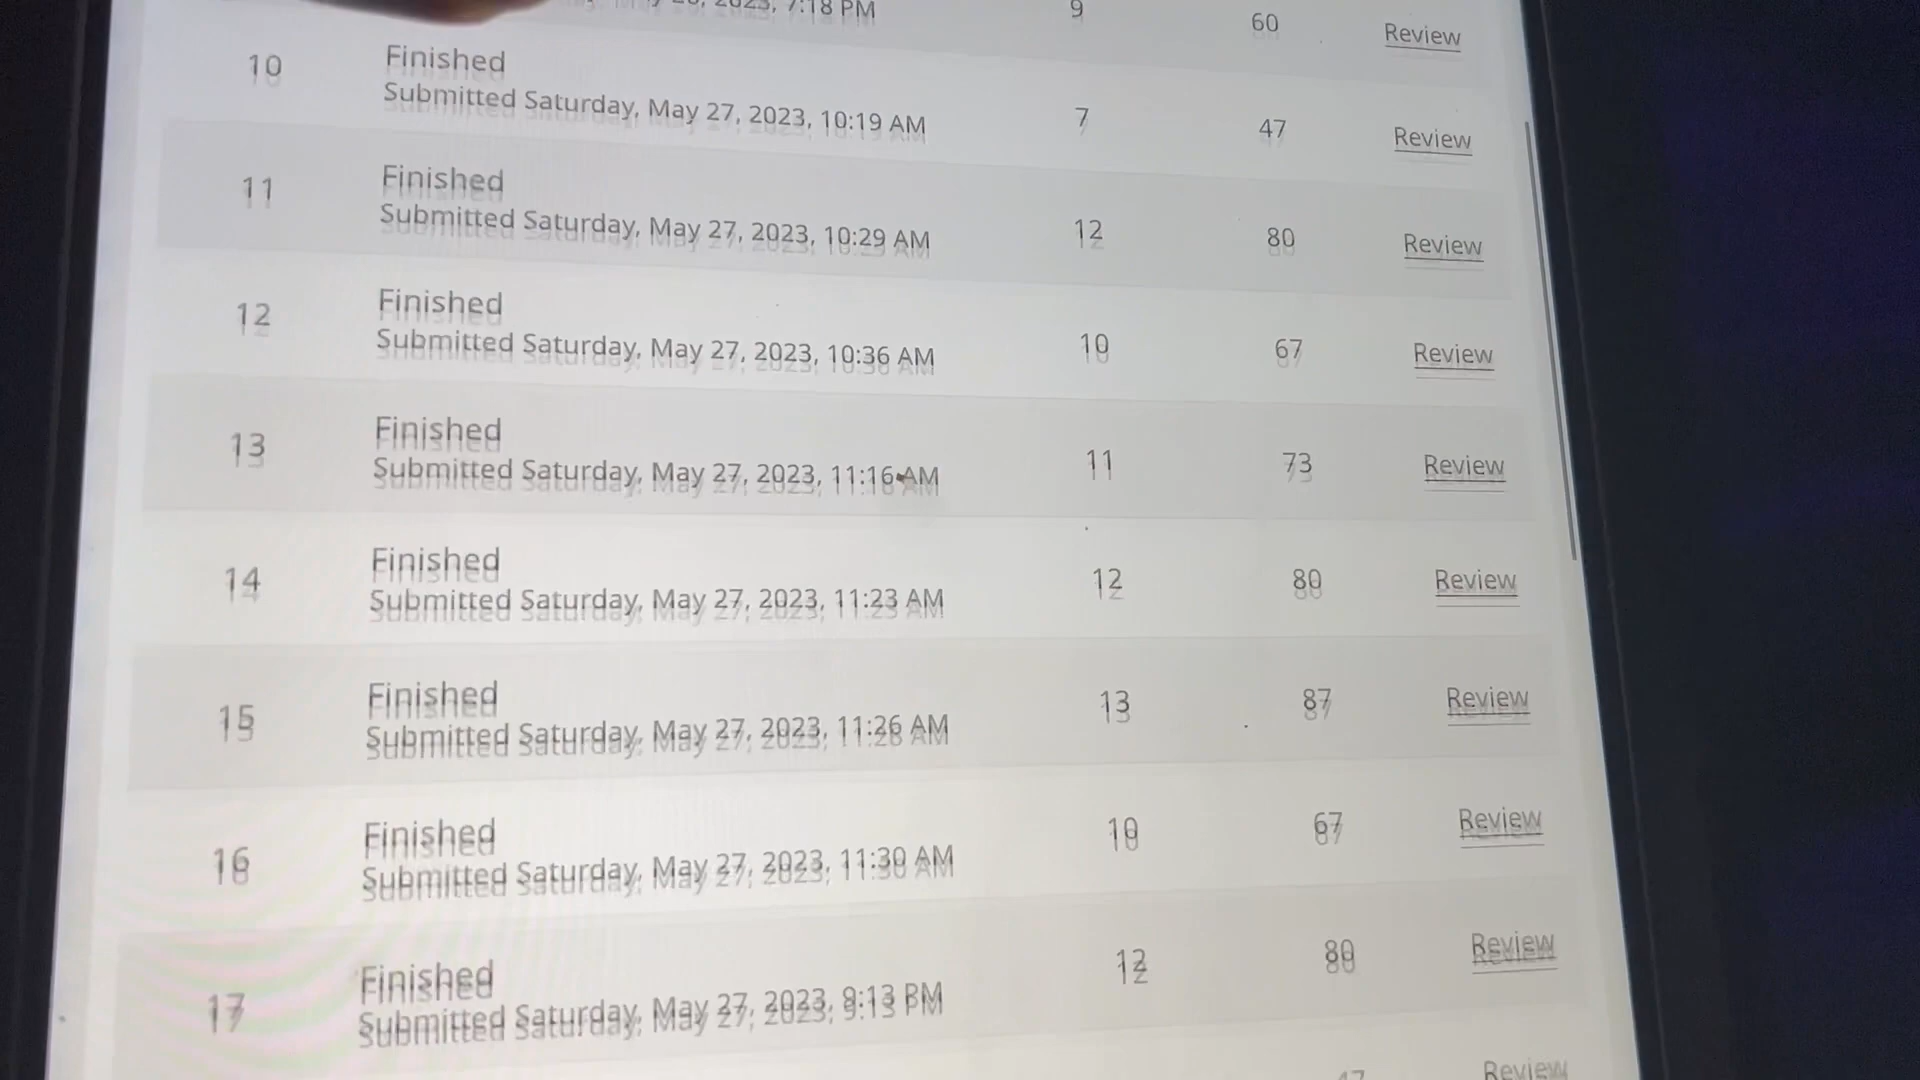 2023, 7:18 PM 9 60 Review
10 Finished
Submitted Saturday, May 27, 2023, 10:19 AM 7 47 Review
11 Finished
Submitted Saturday, May 27, 2023, 10:29 AM 12 80 Review
12 Finished
Submitted Saturday, May 27, 2023, 10:36 AM 10 67 Review
13 Finished
Submitted Saturday, May 27, 2023, 11:16 AM 11 73 Review
14 Finished
Submitted Saturday, May 27, 2023, 11:23 AM 12 80 Review
15 Finished
Submitted Saturday, May 27, 2023, 11:26 AM 13 87 Review
16 Finished
Submitted Saturday, May 27, 2023, 11:30 AM 10 67 Review
17 Finished
Submitted Saturday, May 27, 2023, PM 12 80 Review
Review